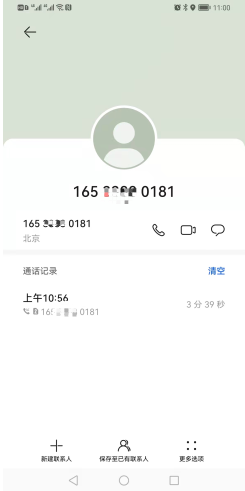 11:00
165 0181
165 0181
北京
通话记录
清空
上午10:56
3 分 39 秒
0181
新建联系人
保存至已有联系人
更多选项